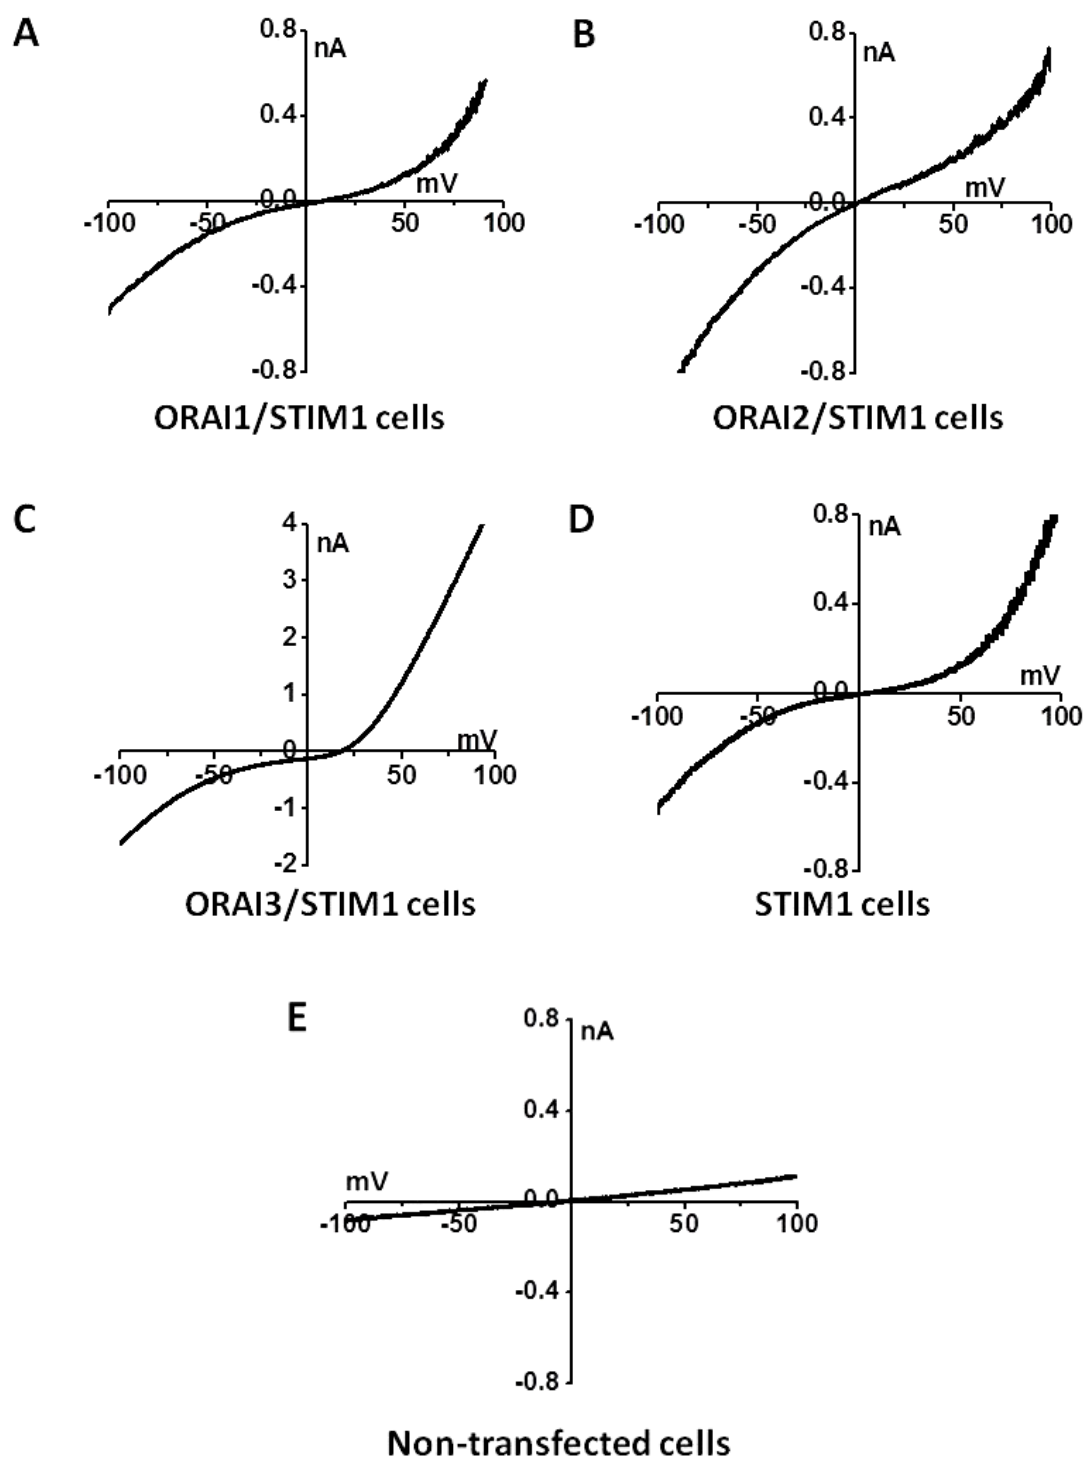 A
0.8
nA
0.4
0.0
mV
-100
-50
50
100
-0.4
-0.8
ORAI1/STIM1 cells
B
0.8
nA
0.4
0.0
mV
-100
-50
50
100
-0.4
-0.8
ORAI2/STIM1 cells
C
4
nA
3
2
1
0
mV
-100
-50
50
100
-1
-2
ORAI3/STIM1 cells
D
0.8
nA
0.4
mV
0.0
-100
-50
50
100
-0.4
-0.8
STIM1 cells
E
0.8
nA
0.4
mV
0.0
-100
-50
50
100
-0.4
-0.8
Non-transfected cells